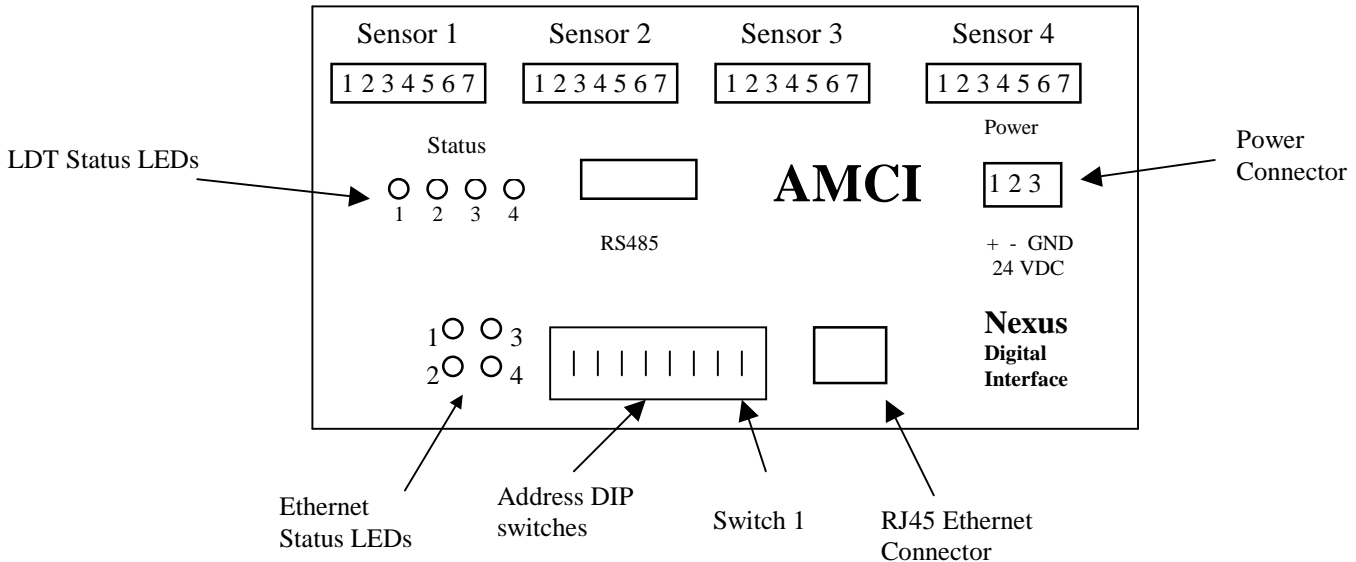 Sensor 1 Sensor 2 Sensor 3 Sensor 4
1 2 3 4 5 6 7 1 2 3 4 5 6 7 1 2 3 4 5 6 7 1 2 3 4 5 6 7
LDT Status LEDs
Status
1 2 3 4
RS485
AMCI
Power
1 2 3
+ - GND
24 VDC
Power
Connector
1 3
2 4
Nexus
Digital
Interface
Ethernet
Status LEDs
Address DIP
switches
Switch 1
RJ45 Ethernet
Connector